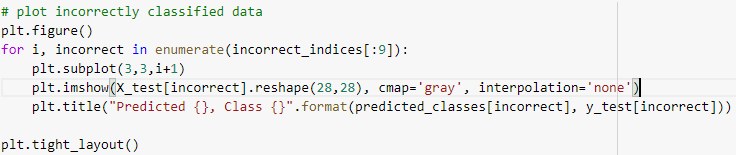 # plot incorrectly classified data
plt.figure()
for i, incorrect in enumerate(incorrect_indices[:9]):
    plt.subplot(3,3,i+1)
    plt.imshow(X_test[incorrect].reshape(28,28), cmap='gray', interpolation='none')
    plt.title("Predicted {}, Class {}".format(predicted_classes[incorrect], y_test[incorrect]))

plt.tight_layout()